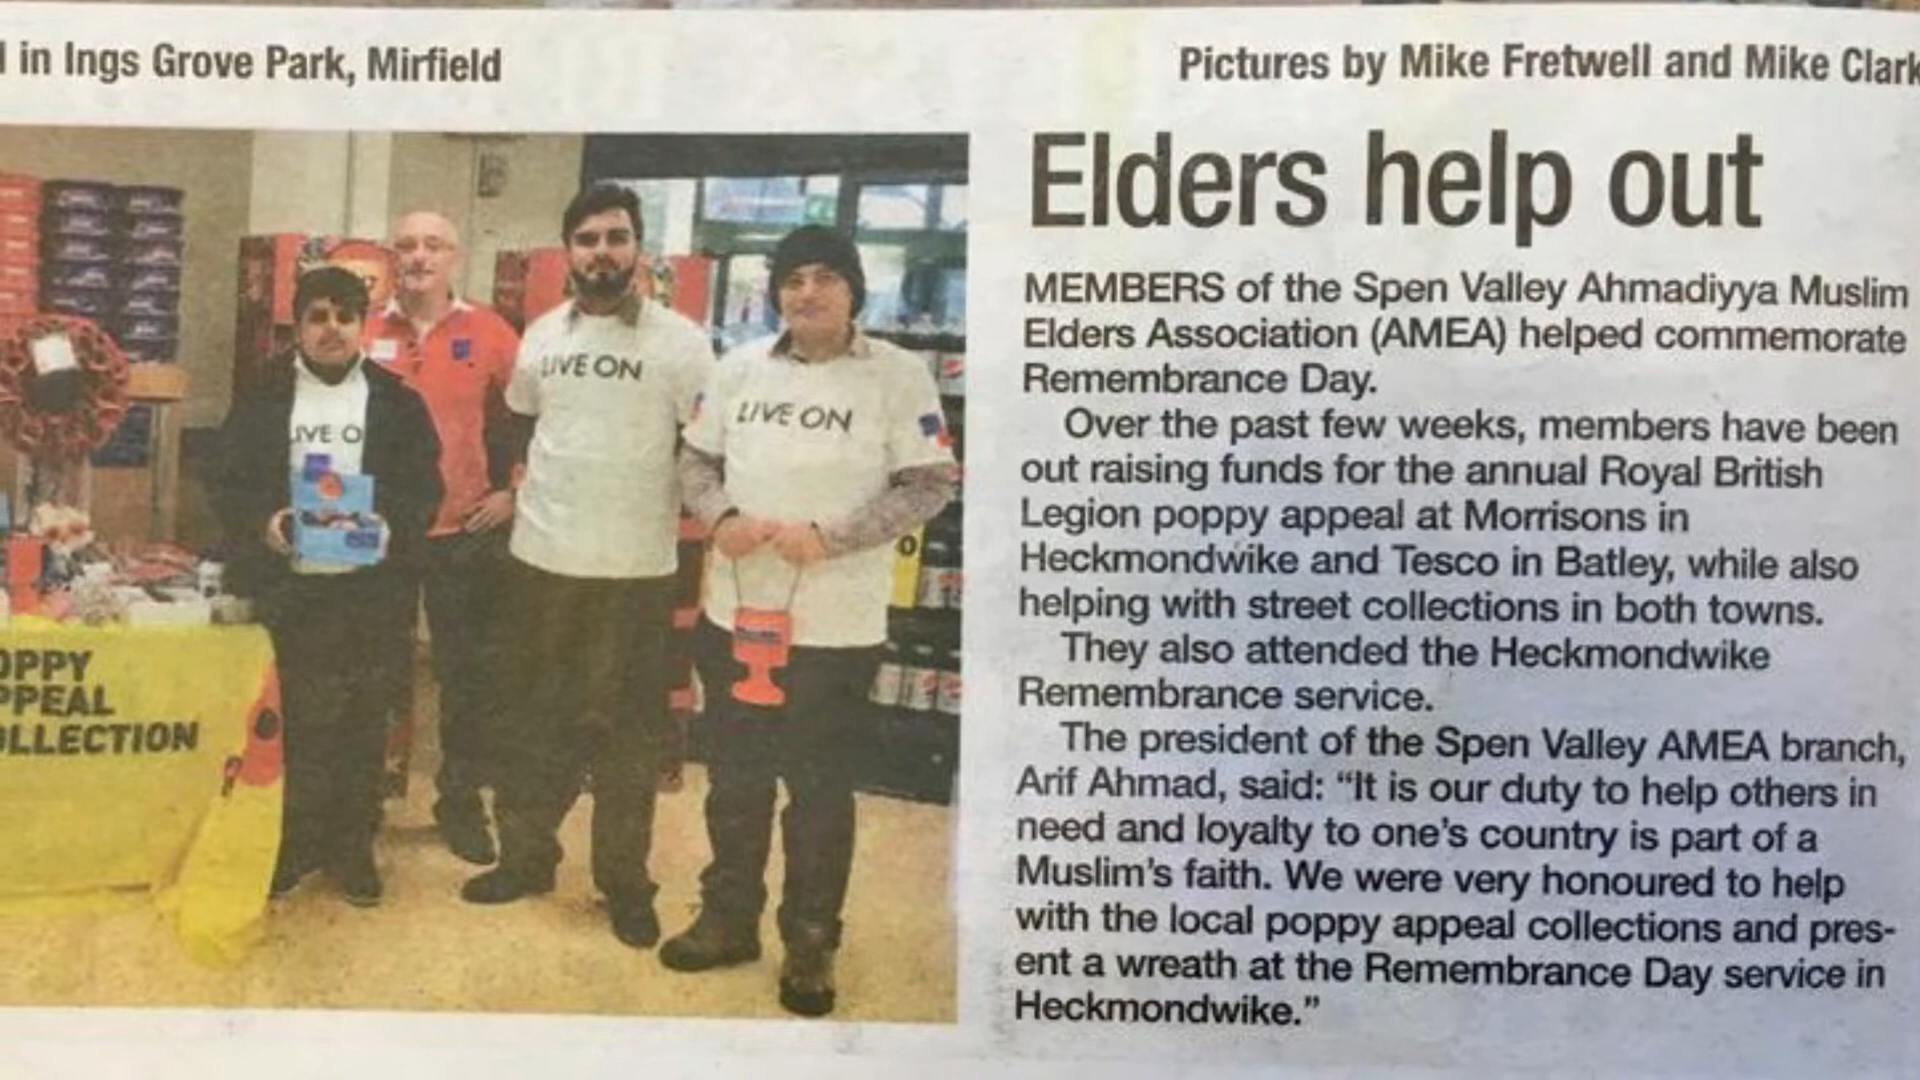 in Ings Grove Park, Mirfield
Pictures by Mike Fretwell and Mike Clark
LIVE ON
LIVE ON
IVE O
OPPY
PPEAL
OLLECTION
Elders help out
MEMBERS of the Spen Valley Ahmadiyya Muslim
Elders Association (AMEA) helped commemorate
Remembrance Day.
Over the past few weeks, members have been
out raising funds for the annual Royal British
Legion poppy appeal at Morrisons in
Heckmondwike and Tesco in Batley, while also
helping with street collections in both towns.
They also attended the Heckmondwike
Remembrance service.
The president of the Spen Valley AMEA branch,
Arif Ahmad, said: “It is our duty to help others in
need and loyalty to one’s country is part of a
Muslim’s faith. We were very honoured to help
with the local poppy appeal collections and pres-
ent a wreath at the Remembrance Day service in
Heckmondwike.”